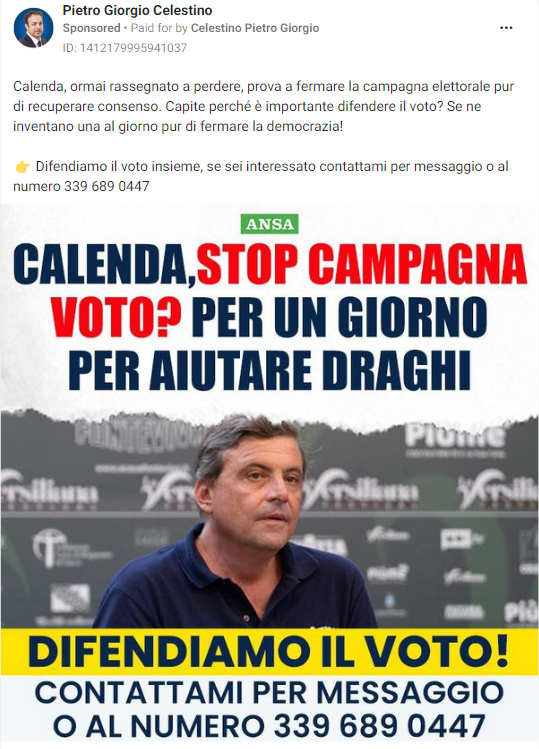 Pietro Giorgio Celestino
Sponsored • Paid for by Celestino Pietro Giorgio
ID: 1412179995941037
Calenda, ormai rassegnato a perdere, prova a fermare la campagna elettorale pur
di recuperare consenso. Capite perché è importante difendere il voto? Se ne
inventano una al giorno pur di fermare la democrazia!
👉 Difendiamo il voto insieme, se sei interessato contattami per messaggio o al
numero 339 689 0447
ANSA
CALENDA,STOP CAMPAGNA
VOTO? PER UN GIORNO
PER AIUTARE DRAGHI
Piùme
DIFENDIAMO IL VOTO!
CONTATTAMI PER MESSAGGIO
O AL NUMERO 339 689 0447